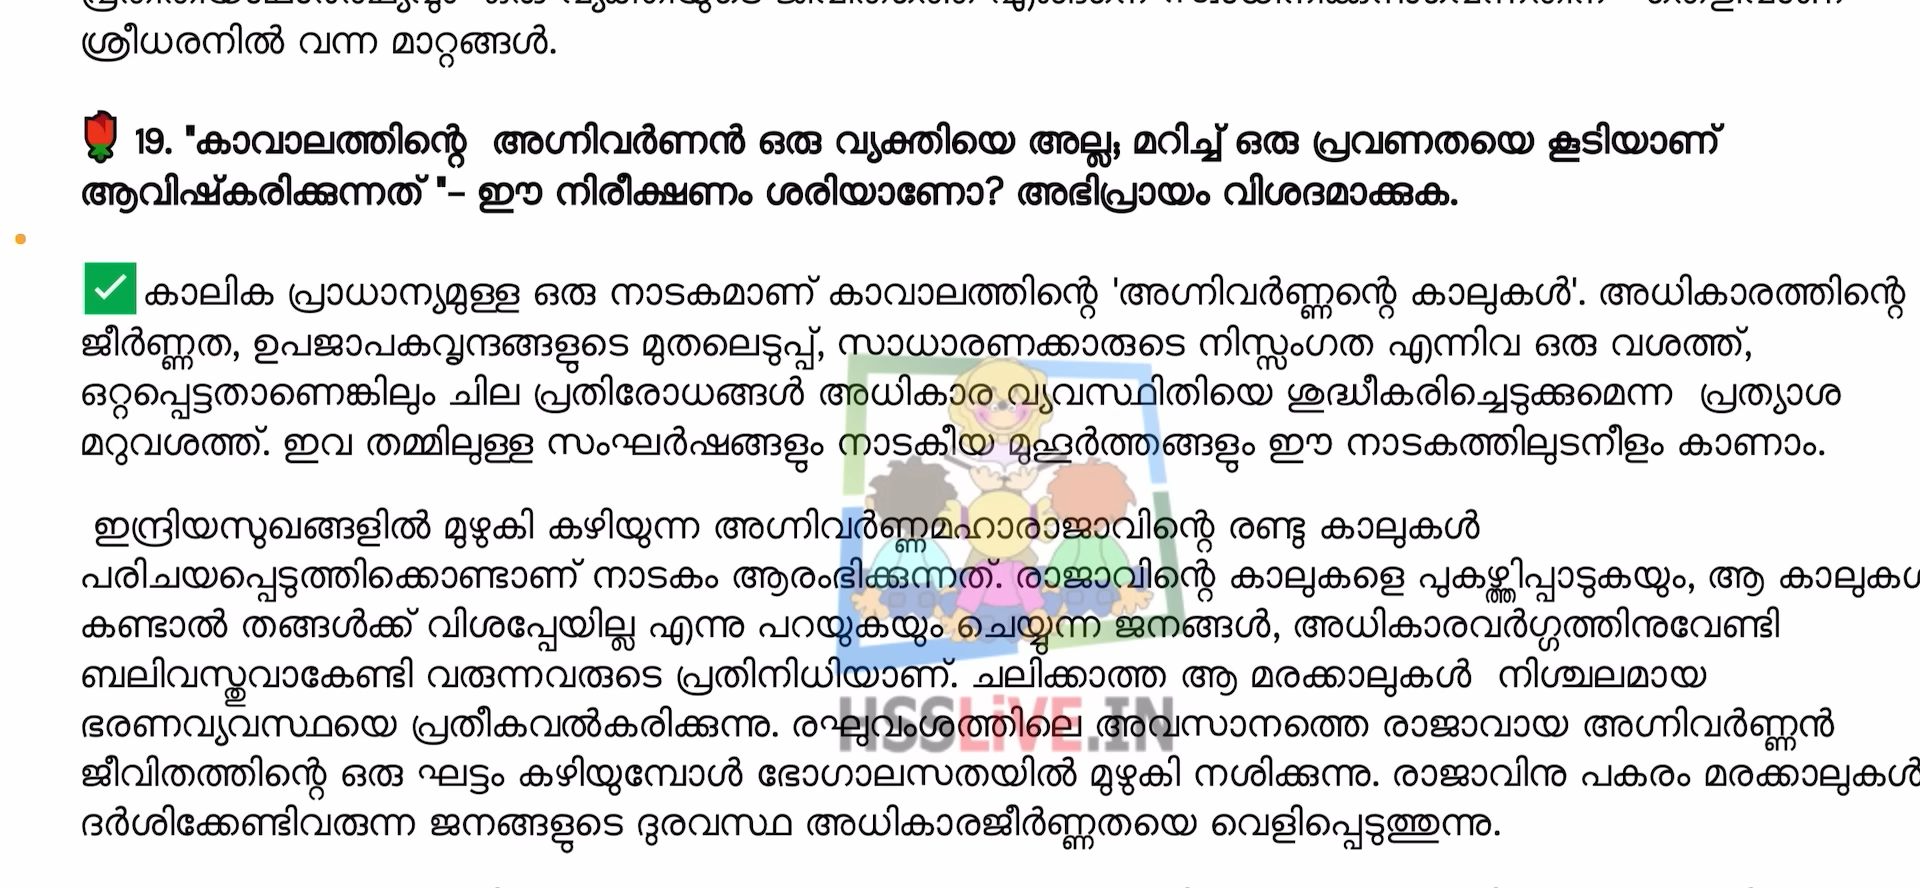 ശ്രീധരനിൽ വന്ന മാറ്റങ്ങൾ.
19. "കാവാലത്തിന്റെ അഗ്നിവർണൻ ഒരു വ്യക്തിയെ അല്ല; മറിച്ച് ഒരു പ്രവണതയെ കൂടിയാണ്
ആവിഷ്കരിക്കുന്നത് "- ഈ നിരീക്ഷണം ശരിയാണോ? അഭിപ്രായം വിശദമാക്കുക.
കാലിക പ്രാധാന്യമുള്ള ഒരു നാടകമാണ് കാവാലത്തിന്റെ 'അഗ്നിവർണ്ണന്റെ കാലുകൾ'. അധികാരത്തിന്റെ
ജീർണ്ണത, ഉപജാപകവൃന്ദങ്ങളുടെ മുതലെടുപ്പ്, സാധാരണക്കാരുടെ നിസ്സംഗത എന്നിവ ഒരു വശത്ത്,
ഒറ്റപ്പെട്ടതാണെങ്കിലും ചില പ്രതിരോധങ്ങൾ അധികാര വ്യവസ്ഥിതിയെ ശുദ്ധീകരിച്ചെടുക്കുമെന്ന പ്രത്യാശ
മറുവശത്ത്. ഇവ തമ്മിലുള്ള സംഘർഷങ്ങളും നാടകീയ മുഹൂർത്തങ്ങളും ഈ നാടകത്തിലുടനീളം കാണാം.
ഇന്ദ്രിയസുഖങ്ങളിൽ മുഴുകി കഴിയുന്ന അഗ്നിവർണ്ണമഹാരാജാവിന്റെ രണ്ടു കാലുകൾ
പരിചയപ്പെടുത്തിക്കൊണ്ടാണ് നാടകം ആരംഭിക്കുന്നത്. രാജാവിന്റെ കാലുകളെ പുകഴ്ത്തിപ്പാടുകയും, ആ കാലുകൾ
കണ്ടാൽ തങ്ങൾക്ക് വിശപ്പേയില്ല എന്നു പറയുകയും ചെയ്യുന്ന ജനങ്ങൾ, അധികാരവർഗ്ഗത്തിനുവേണ്ടി
ബലിവസ്തുവാകേണ്ടി വരുന്നവരുടെ പ്രതിനിധിയാണ്. ചലിക്കാത്ത ആ മരക്കാലുകൾ നിശ്ചലമായ
ഭരണവ്യവസ്ഥയെ പ്രതീകവൽകരിക്കുന്നു. രഘുവംശത്തിലെ അവസാനത്തെ രാജാവായ അഗ്നിവർണ്ണൻ
ജീവിതത്തിന്റെ ഒരു ഘട്ടം കഴിയുമ്പോൾ ഭോഗാലസതയിൽ മുഴുകി നശിക്കുന്നു. രാജാവിനു പകരം മരക്കാലുകൾ
ദർശിക്കേണ്ടിവരുന്ന ജനങ്ങളുടെ ദുരവസ്ഥ അധികാരജീർണ്ണതയെ വെളിപ്പെടുത്തുന്നു.
HSSLiVE.IN